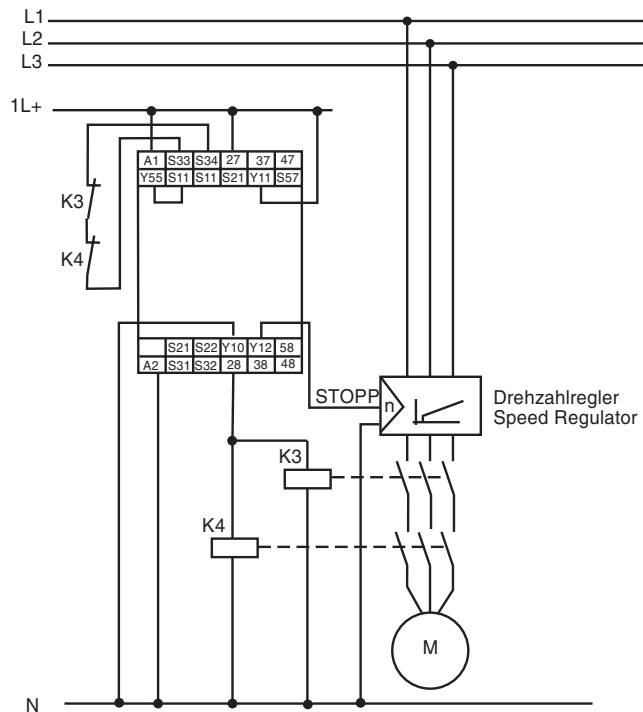 L1
L2
L3
1L+
A1 S33 S34 27 37 47
Y55 S11 S11 S21 Y11 S57
K3
K4
S21 S22 Y10 Y12 58
A2 S31 S32 28 38 48
STOPP
n
Drehzahlregler
Speed Regulator
K3
K4
M
N